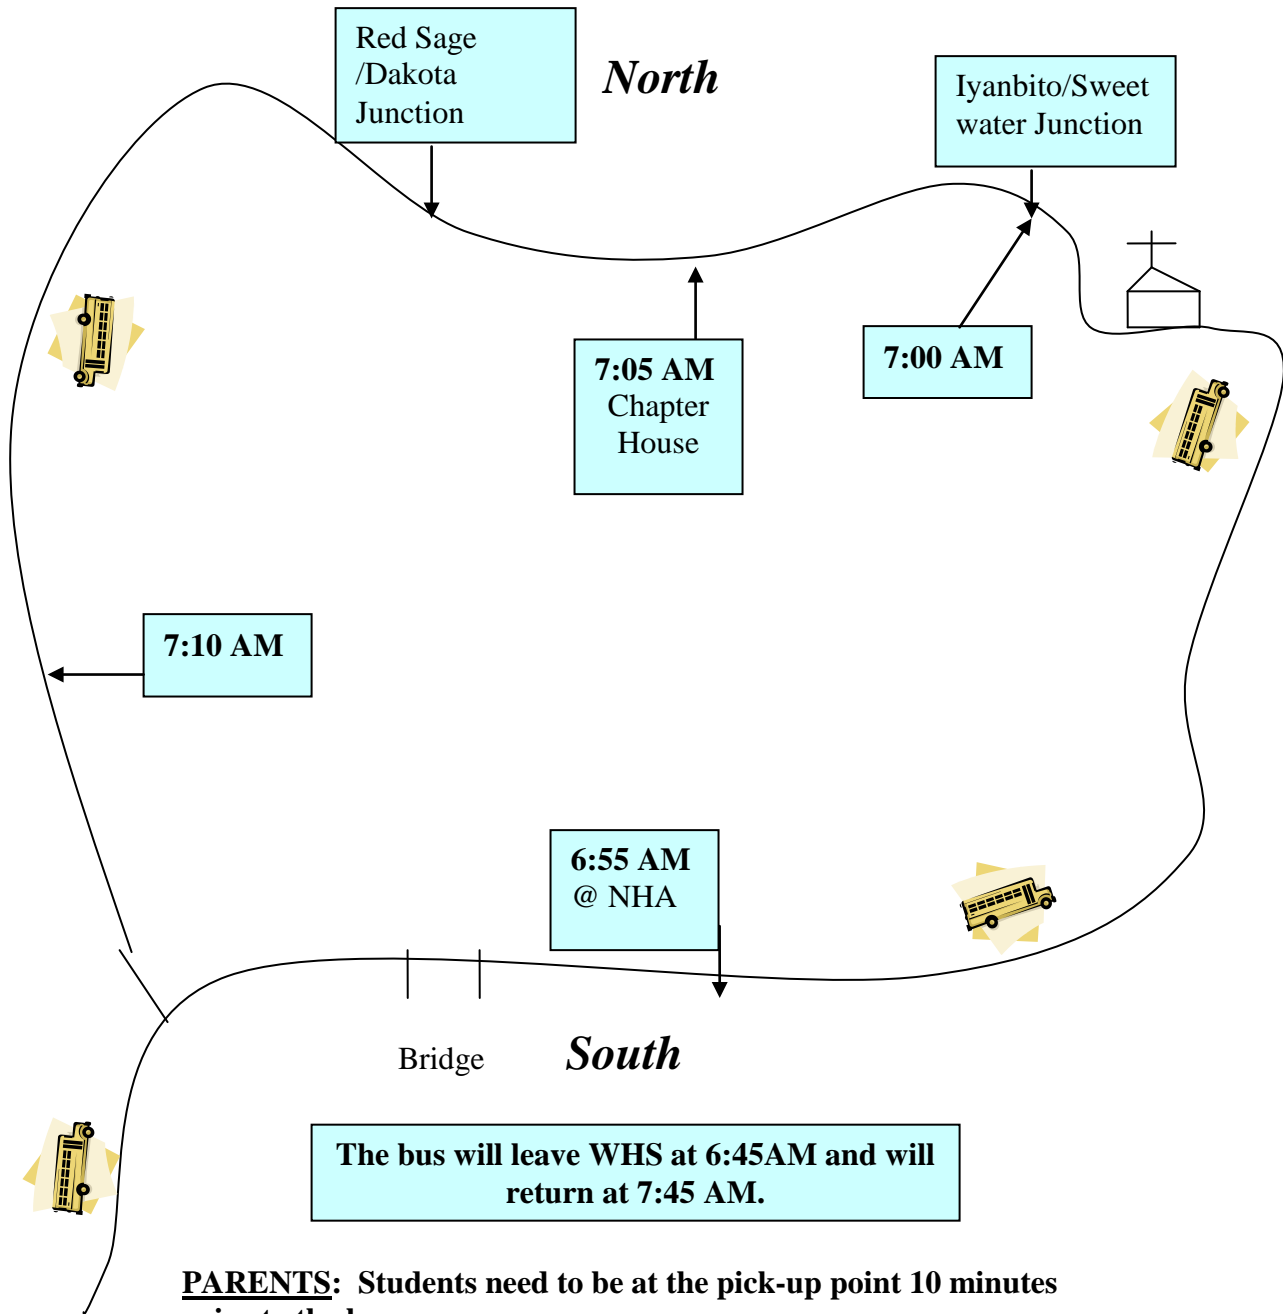 Red Sage
/Dakota
Junction
North
Iyanbito/Sweet
water Junction
7:05 AM
Chapter
House
7:00 AM
7:10 AM
6:55 AM
@ NHA
Bridge
South
The bus will leave WHS at 6:45AM and will
return at 7:45 AM.
PARENTS: Students need to be at the pick-up point 10 minutes